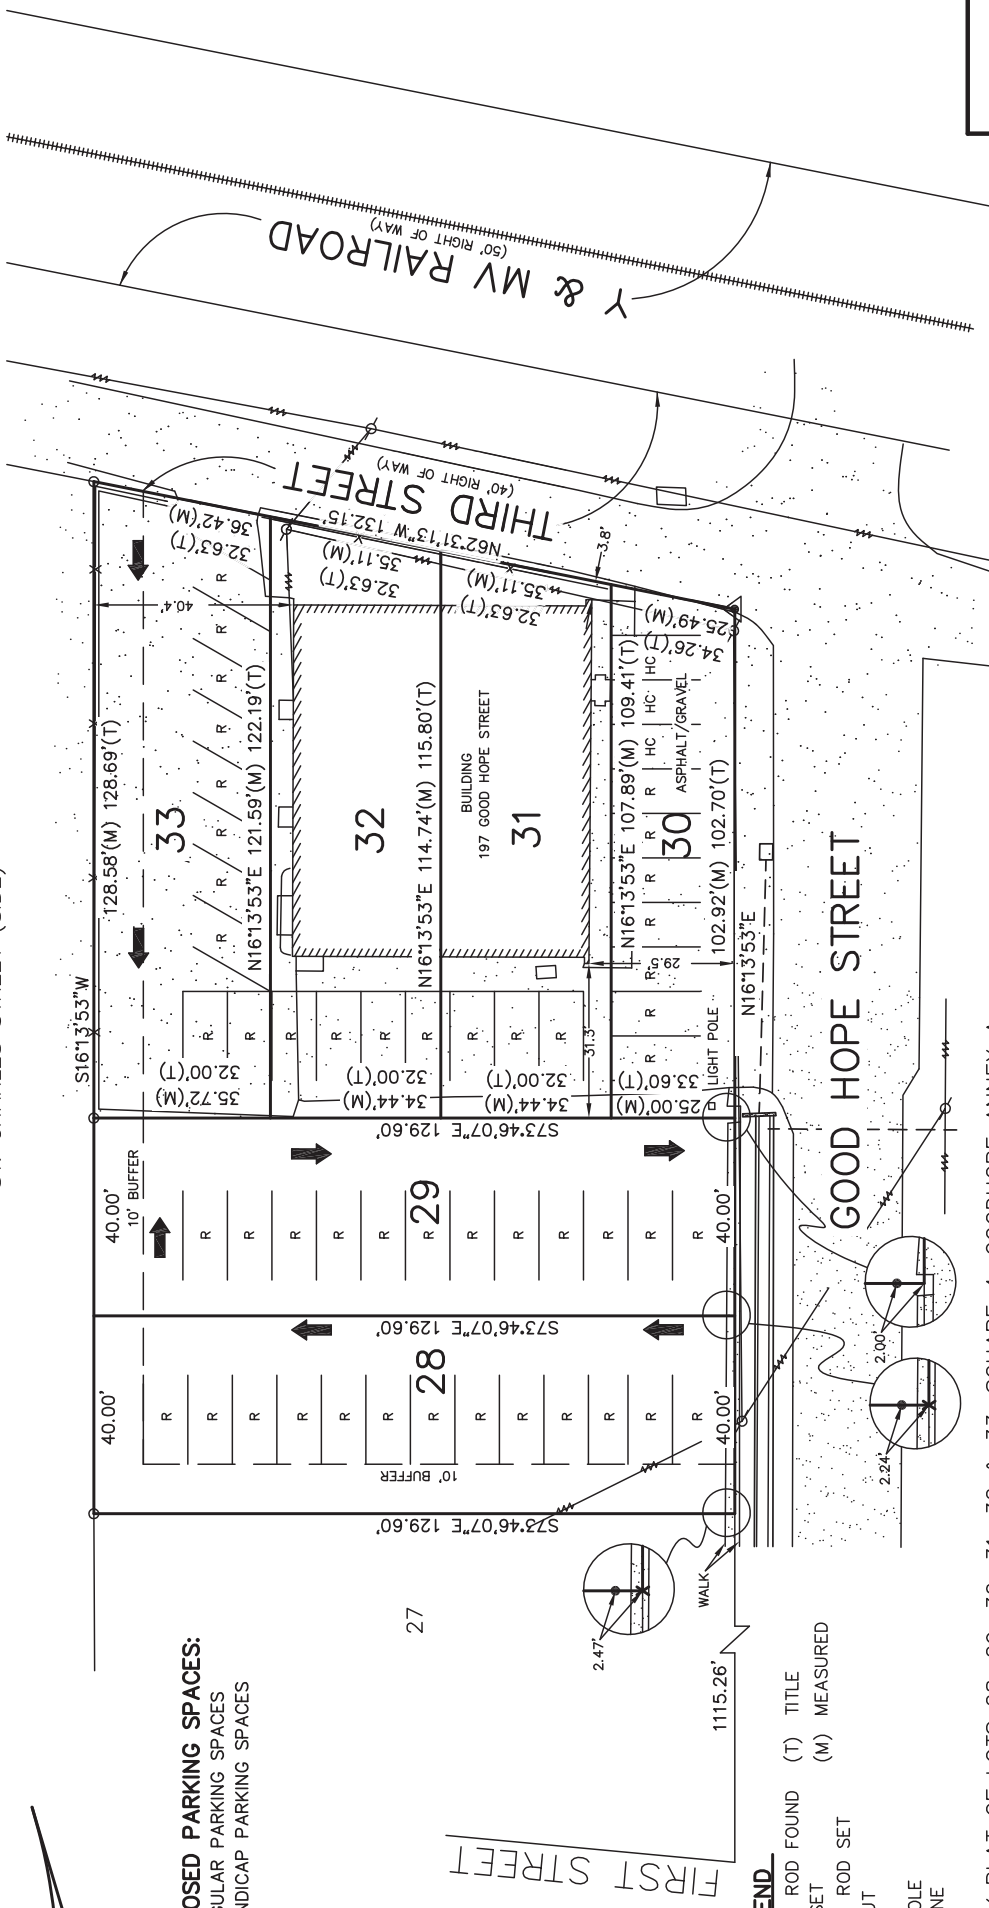 Y & MV RAILROAD
(50' RIGHT OF WAY)
THIRD STREET
(40' RIGHT OF WAY)
N62°31'13"W 132.15'
36.42'(M)
32.63'(T)
35.11'(M)
32.63'(T)
35.11'(M)
32.63'(T)
25.49'(M)
34.26'(T)
3.8'
40.4'
S16°13'53"W
128.58'(M) 128.69'(T)
33
R R R R R R R R
N16°13'53"E 121.59'(M) 122.19'(T)
32
N16°13'53"E 114.74'(M) 115.80'(T)
BUILDING
197 GOOD HOPE STREET
31
N16°13'53"E 107.89'(M) 109.41'(T)
R R R R R R HC HC HC
30
ASPHALT/GRAVEL
102.92'(M) 102.70'(T)
N16°13'53"E
29.5'
31.3'
LIGHT POLE
R R R R R R R R R
32.00'(T)
35.72'(M)
32.00'(T)
34.44'(M)
32.00'(T)
34.44'(M)
33.60'(T)
25.00'(M)
S73°46'07"E 129.60'
GOOD HOPE STREET
40.00'
10' BUFFER
29
R R R R R R R R R R R R
40.00'
S73°46'07"E 129.60'
28
40.00'
R R R R R R R R R R R R R
40.00'
10' BUFFER
S73°46'07"E 129.60'
2.00'
2.24'
2.47'
WALK
27
1115.26'
FIRST STREET
OSED PARKING SPACES:
ULAR PARKING SPACES
NDICAP PARKING SPACES
END
ROD FOUND (T) TITLE
SET (M) MEASURED
ROD SET
UT
OLE
NE